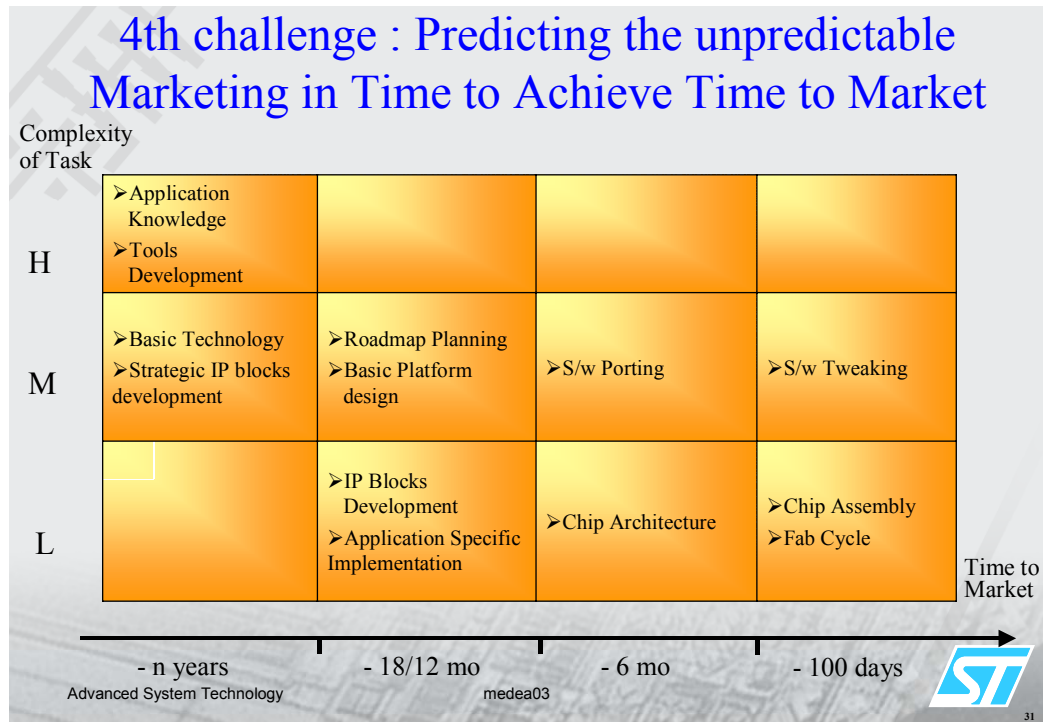 4th challenge : Predicting the unpredictable
Marketing in Time to Achieve Time to Market
Complexity
of Task
H
➢Application
Knowledge
➢Tools
Development
M
➢Basic Technology
➢Strategic IP blocks
development
➢Roadmap Planning
➢Basic Platform
design
➢S/w Porting
➢S/w Tweaking
L
➢IP Blocks
Development
➢Application Specific
Implementation
➢Chip Architecture
➢Chip Assembly
➢Fab Cycle
Time to
Market
- n years
- 18/12 mo
- 6 mo
- 100 days
Advanced System Technology
medea03
ST
31